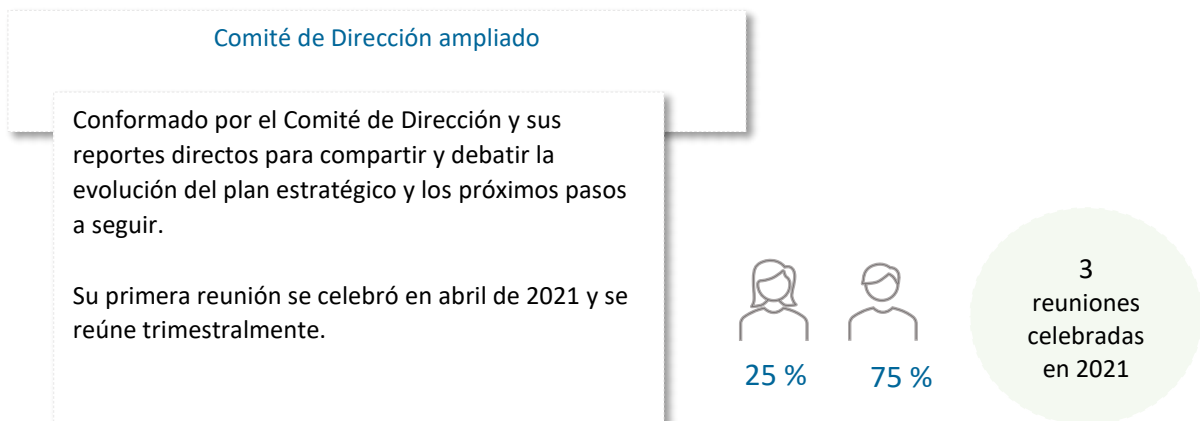 Comité de Dirección ampliado
Conformado por el Comité de Dirección y sus
reportes directos para compartir y debatir la
evolución del plan estratégico y los próximos pasos
a seguir.
Su primera reunión se celebró en abril de 2021 y se
reúne trimestralmente.
25 %
75 %
3
reuniones
celebradas
en 2021